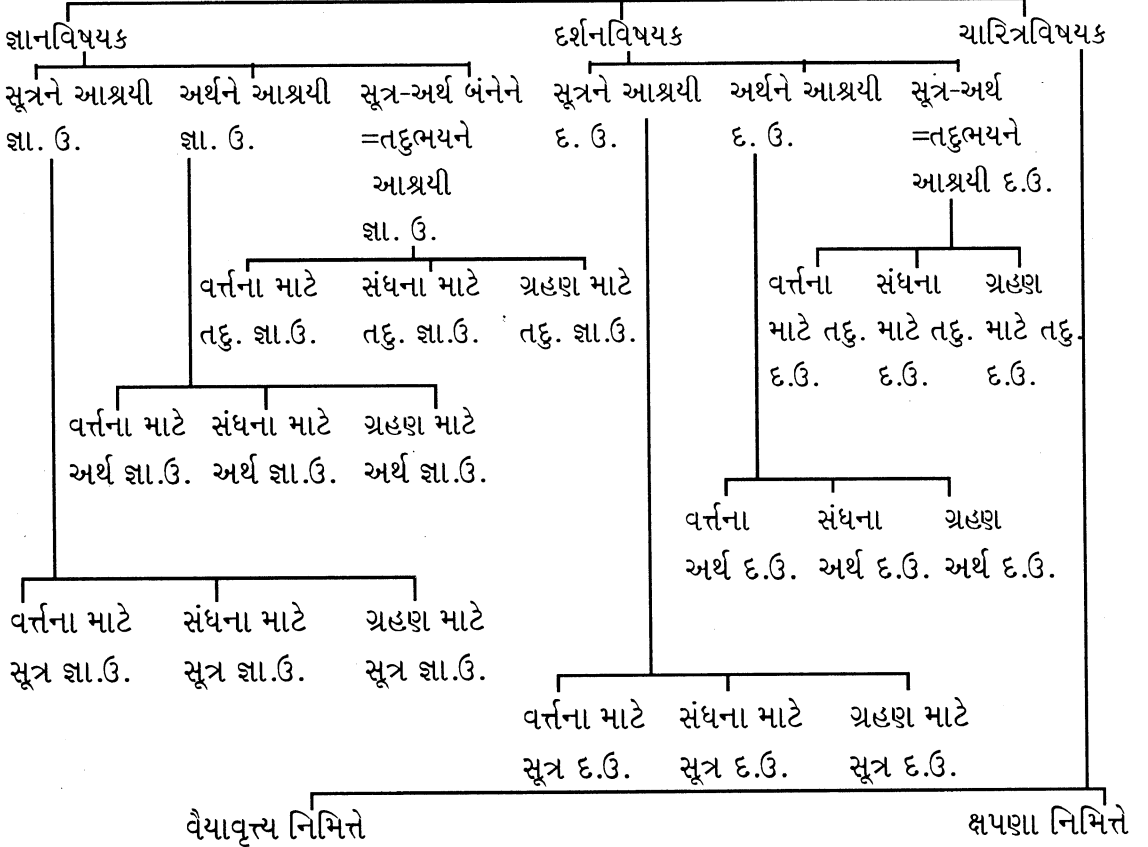 જ્ઞાનવિષયક દર્શનવિષયક ચારિત્રવિષયક
સૂત્રને આશ્રયી અર્થને આશ્રયી સૂત્ર-અર્થ બંનેને સૂત્રને આશ્રયી અર્થને આશ્રયી સૂત્ર-અર્થ
જ્ઞા. ઉ. જ્ઞા. ઉ. =તદુભયને દ. ઉ. દ. ઉ. =તદુભયને
આશ્રયી આશ્રયી દ.ઉ.
જ્ઞા. ઉ.
વર્ત્તના માટે સંધના માટે ગ્રહણ માટે વર્ત્તના સંધના ગ્રહણ
તદુ. જ્ઞા.ઉ. તદુ. જ્ઞા.ઉ. તદુ. જ્ઞા.ઉ. માટે તદુ. માટે તદુ. માટે તદુ.
દ.ઉ. દ.ઉ. દ.ઉ.
વર્ત્તના માટે સંધના માટે ગ્રહણ માટે
અર્થ જ્ઞા.ઉ. અર્થ જ્ઞા.ઉ. અર્થ જ્ઞા.ઉ.
વર્ત્તના સંધના ગ્રહણ
અર્થ દ.ઉ. અર્થ દ.ઉ. અર્થ દ.ઉ.
વર્ત્તના માટે સંધના માટે ગ્રહણ માટે
સૂત્ર જ્ઞા.ઉ. સૂત્ર જ્ઞા.ઉ. સૂત્ર જ્ઞા.ઉ.
વર્ત્તના માટે સંધના માટે ગ્રહણ માટે
સૂત્ર દ.ઉ. સૂત્ર દ.ઉ. સૂત્ર દ.ઉ.
વૈયાવૃત્ત્ય નિમિત્તે ક્ષપણા નિમિત્તે